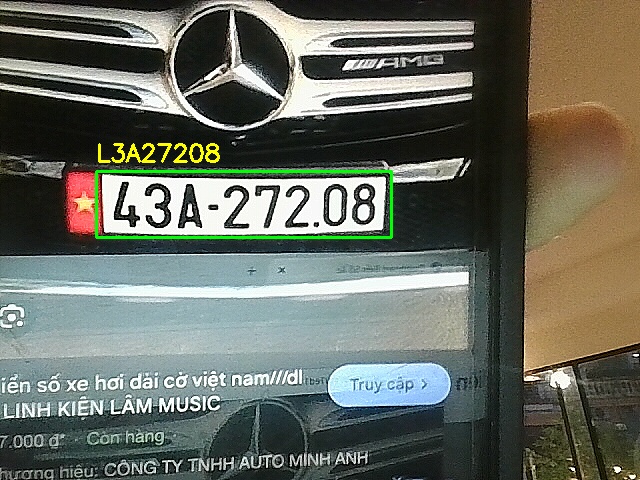 AMG
L3A27208
43A-272.08
iển số xe hơi dài cờ việt nam///dl
Truy cập >
LINH KIỆN LÂM MUSIC
7.000 đ* · Còn hàng
hương hiệu: CÔNG TY TNHH AUTO MINH ANH